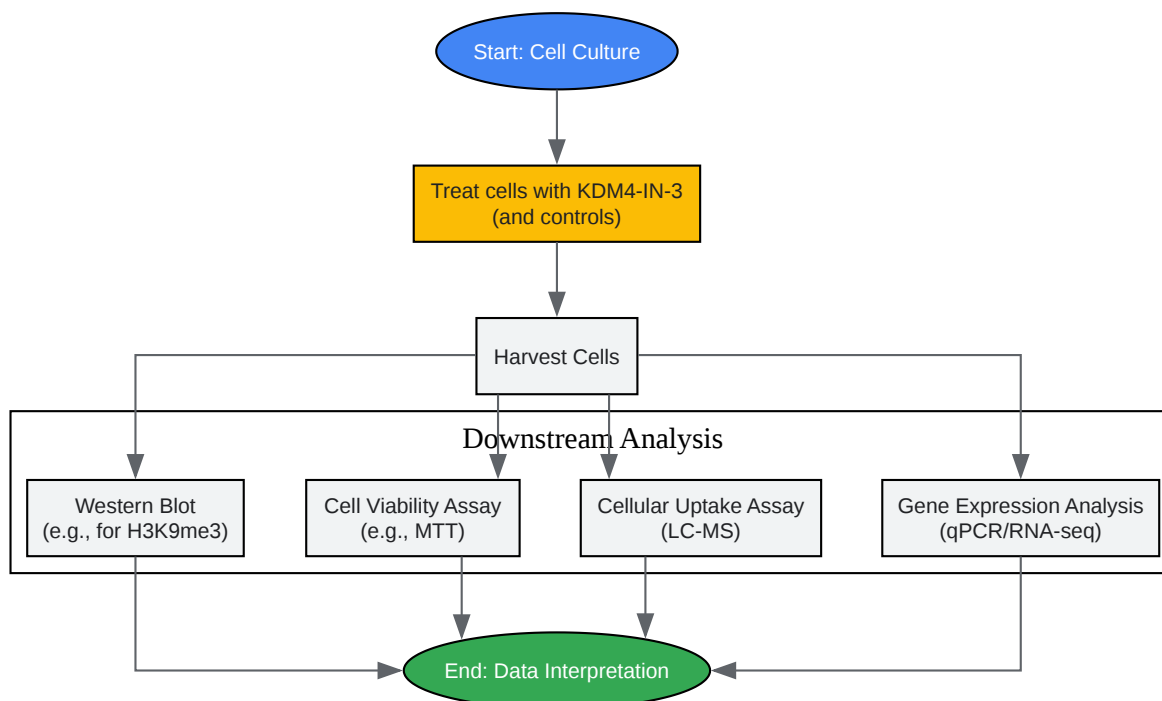 Start: Cell Culture
Treat cells with KDM4-IN-3
(and controls)
Harvest Cells
Downstream Analysis
Western Blot
(e.g., for H3K9me3)
Cell Viability Assay
(e.g., MTT)
Cellular Uptake Assay
(LC-MS)
Gene Expression Analysis
(qPCR/RNA-seq)
End: Data Interpretation